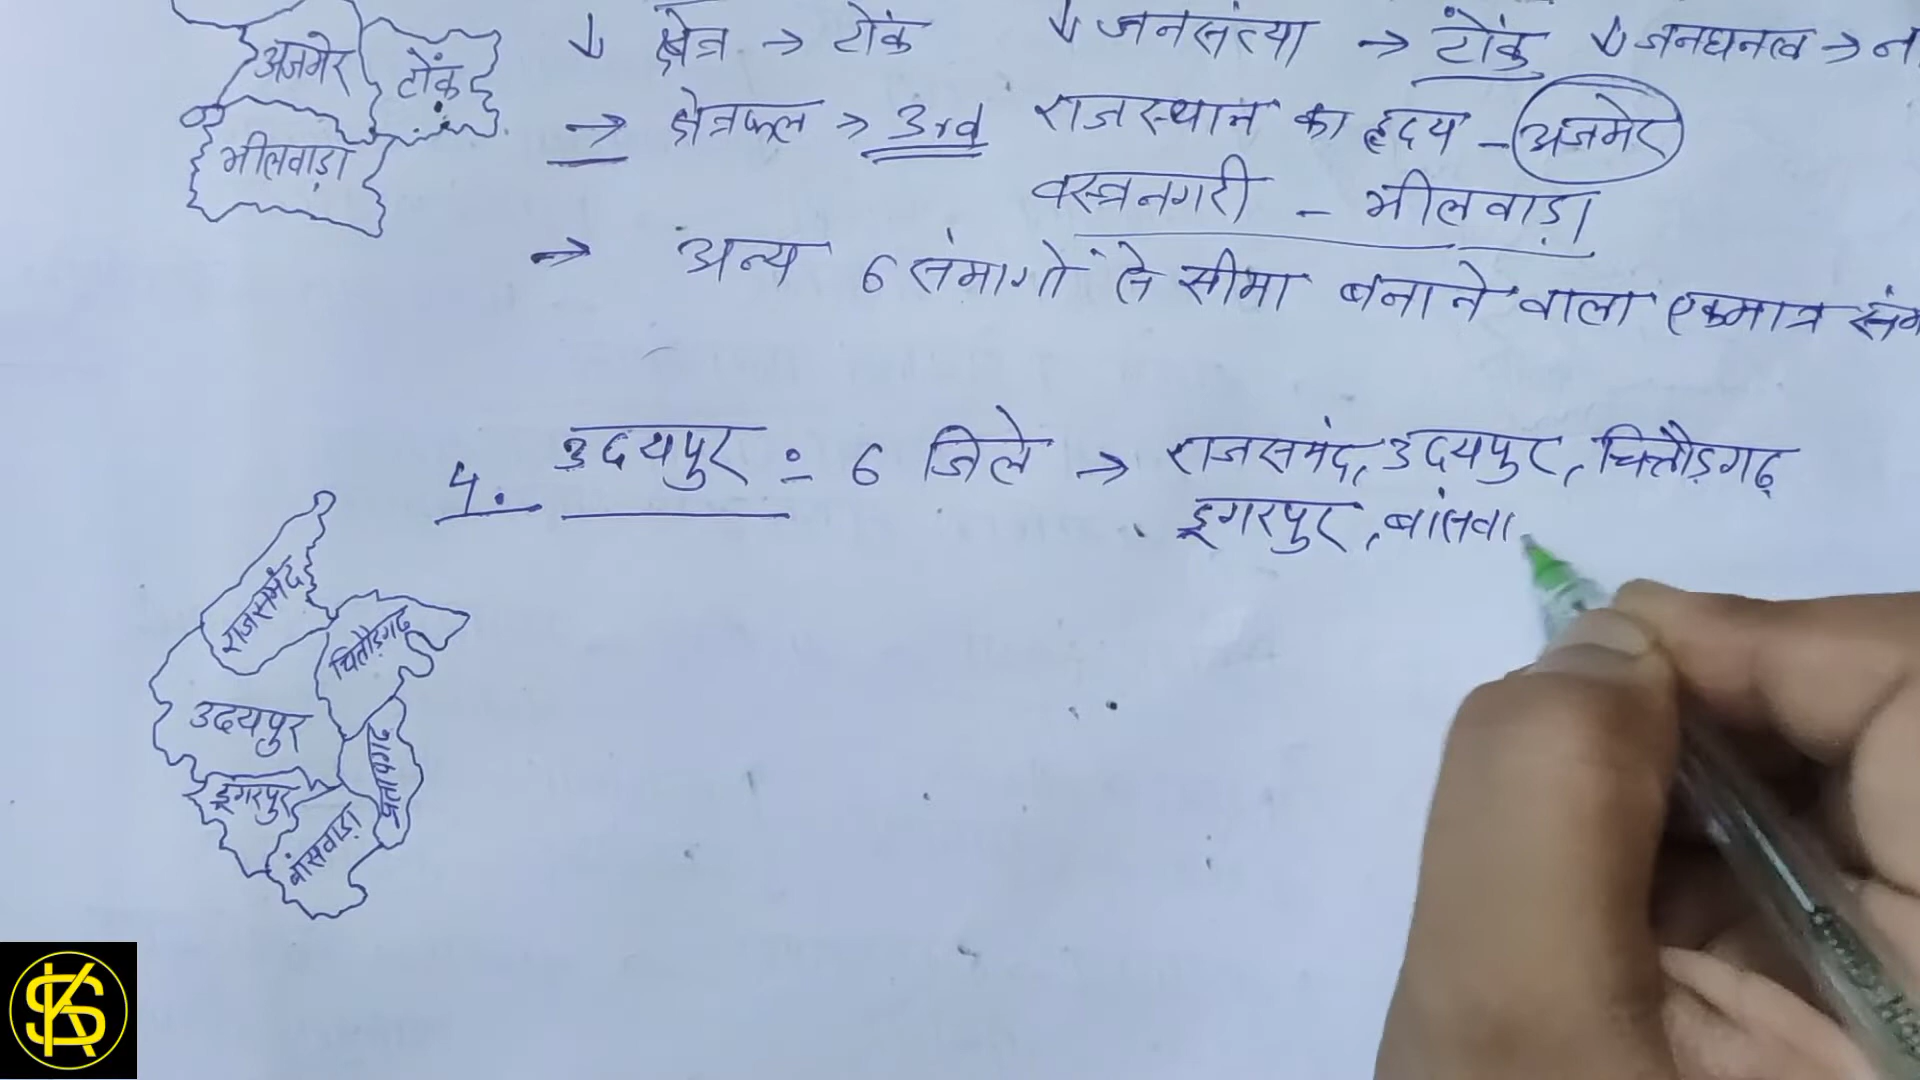 ↓ क्षेत्र → टोंक ↓ जनसंख्या → टोंक ↓ जनघनत्व →
→ क्षेत्रफल → 3rd राजस्थान का हृदय - अजमेर
वस्त्रनगरी - भीलवाड़ा
→ अन्य 6 संभागों से सीमा बनाने वाला एकमात्र
अजमेर
टोंक
भीलवाड़ा
4. उदयपुर :- 6 जिले → राजसमंद, उदयपुर, चित्तौड़गढ़
डूंगरपुर, बांसवा
राजसमंद
चित्तौड़गढ़
उदयपुर
प्रतापगढ़
डूंगरपुर
बांसवाड़ा